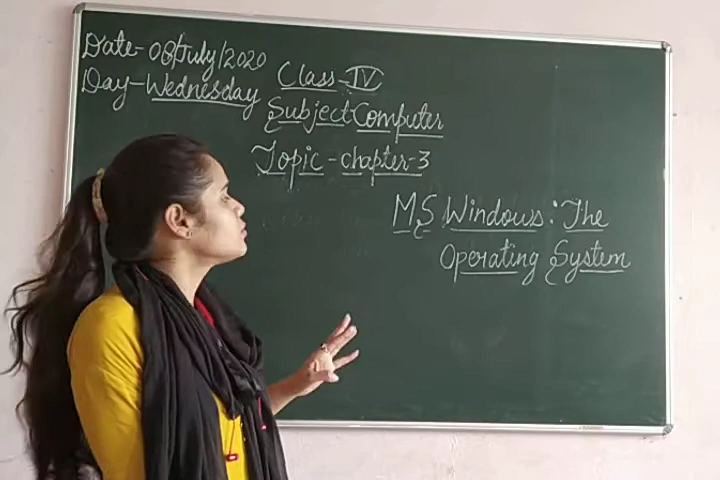 Date-08/July/2020
Day-Wednesday
Class-IV
Subject-Computer
Topic-chapter-3
MS Windows: The
Operating System